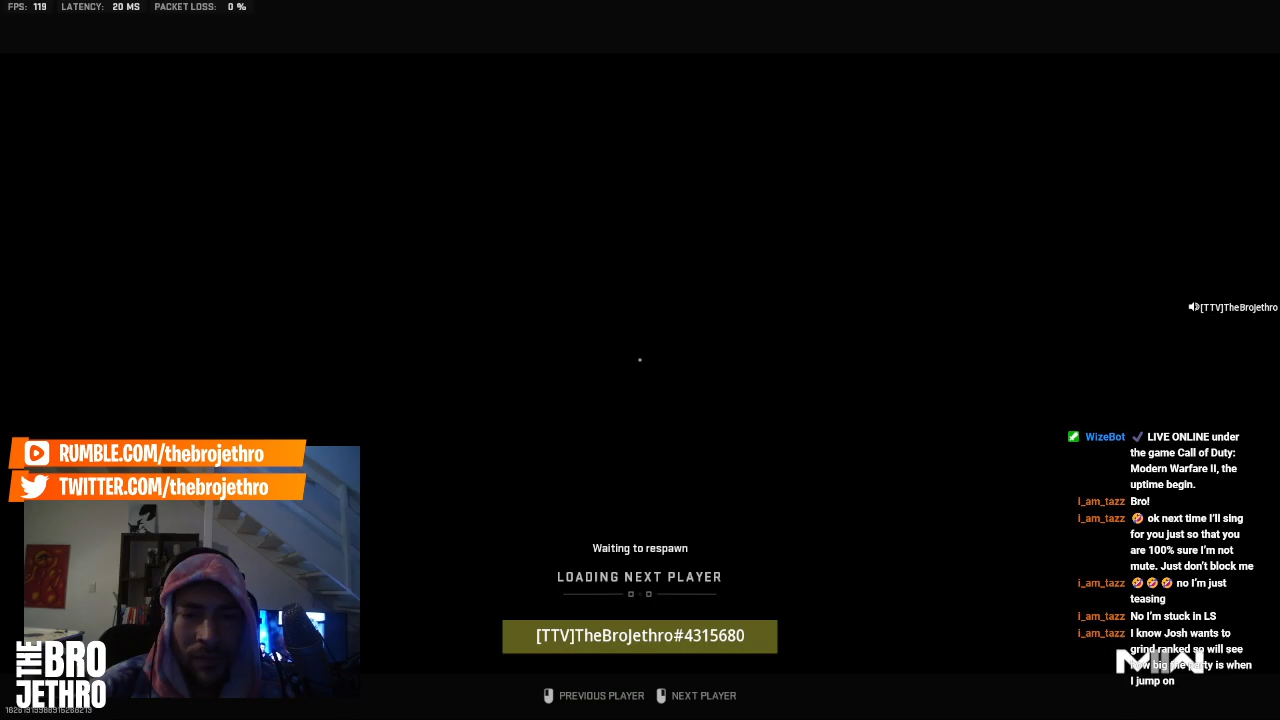 FPS: 119 LATENCY: 20 MS PACKET LOSS: 0 %
[TTV]TheBroJethro
RUMBLE.COM/thebrojethro
TWITTER.COM/thebrojethro
WizeBot ✔ LIVE ONLINE under
the game Call of Duty:
Modern Warfare II, the
uptime begin.
i_am_tazz Bro!
i_am_tazz 🤣 ok next time I'll sing
for you just so that you
are 100% sure I'm not
mute. Just don't block me
i_am_tazz 🤣 🤣 🤣 no I'm just
teasing
i_am_tazz No I'm stuck in LS
i_am_tazz I know Josh wants to
grind ranked so will see
how big the party is when
I jump on
Waiting to respawn
LOADING NEXT PLAYER
[TTV]TheBroJethro#4315680
PREVIOUS PLAYER NEXT PLAYER
THE BRO
JETHRO
MWII